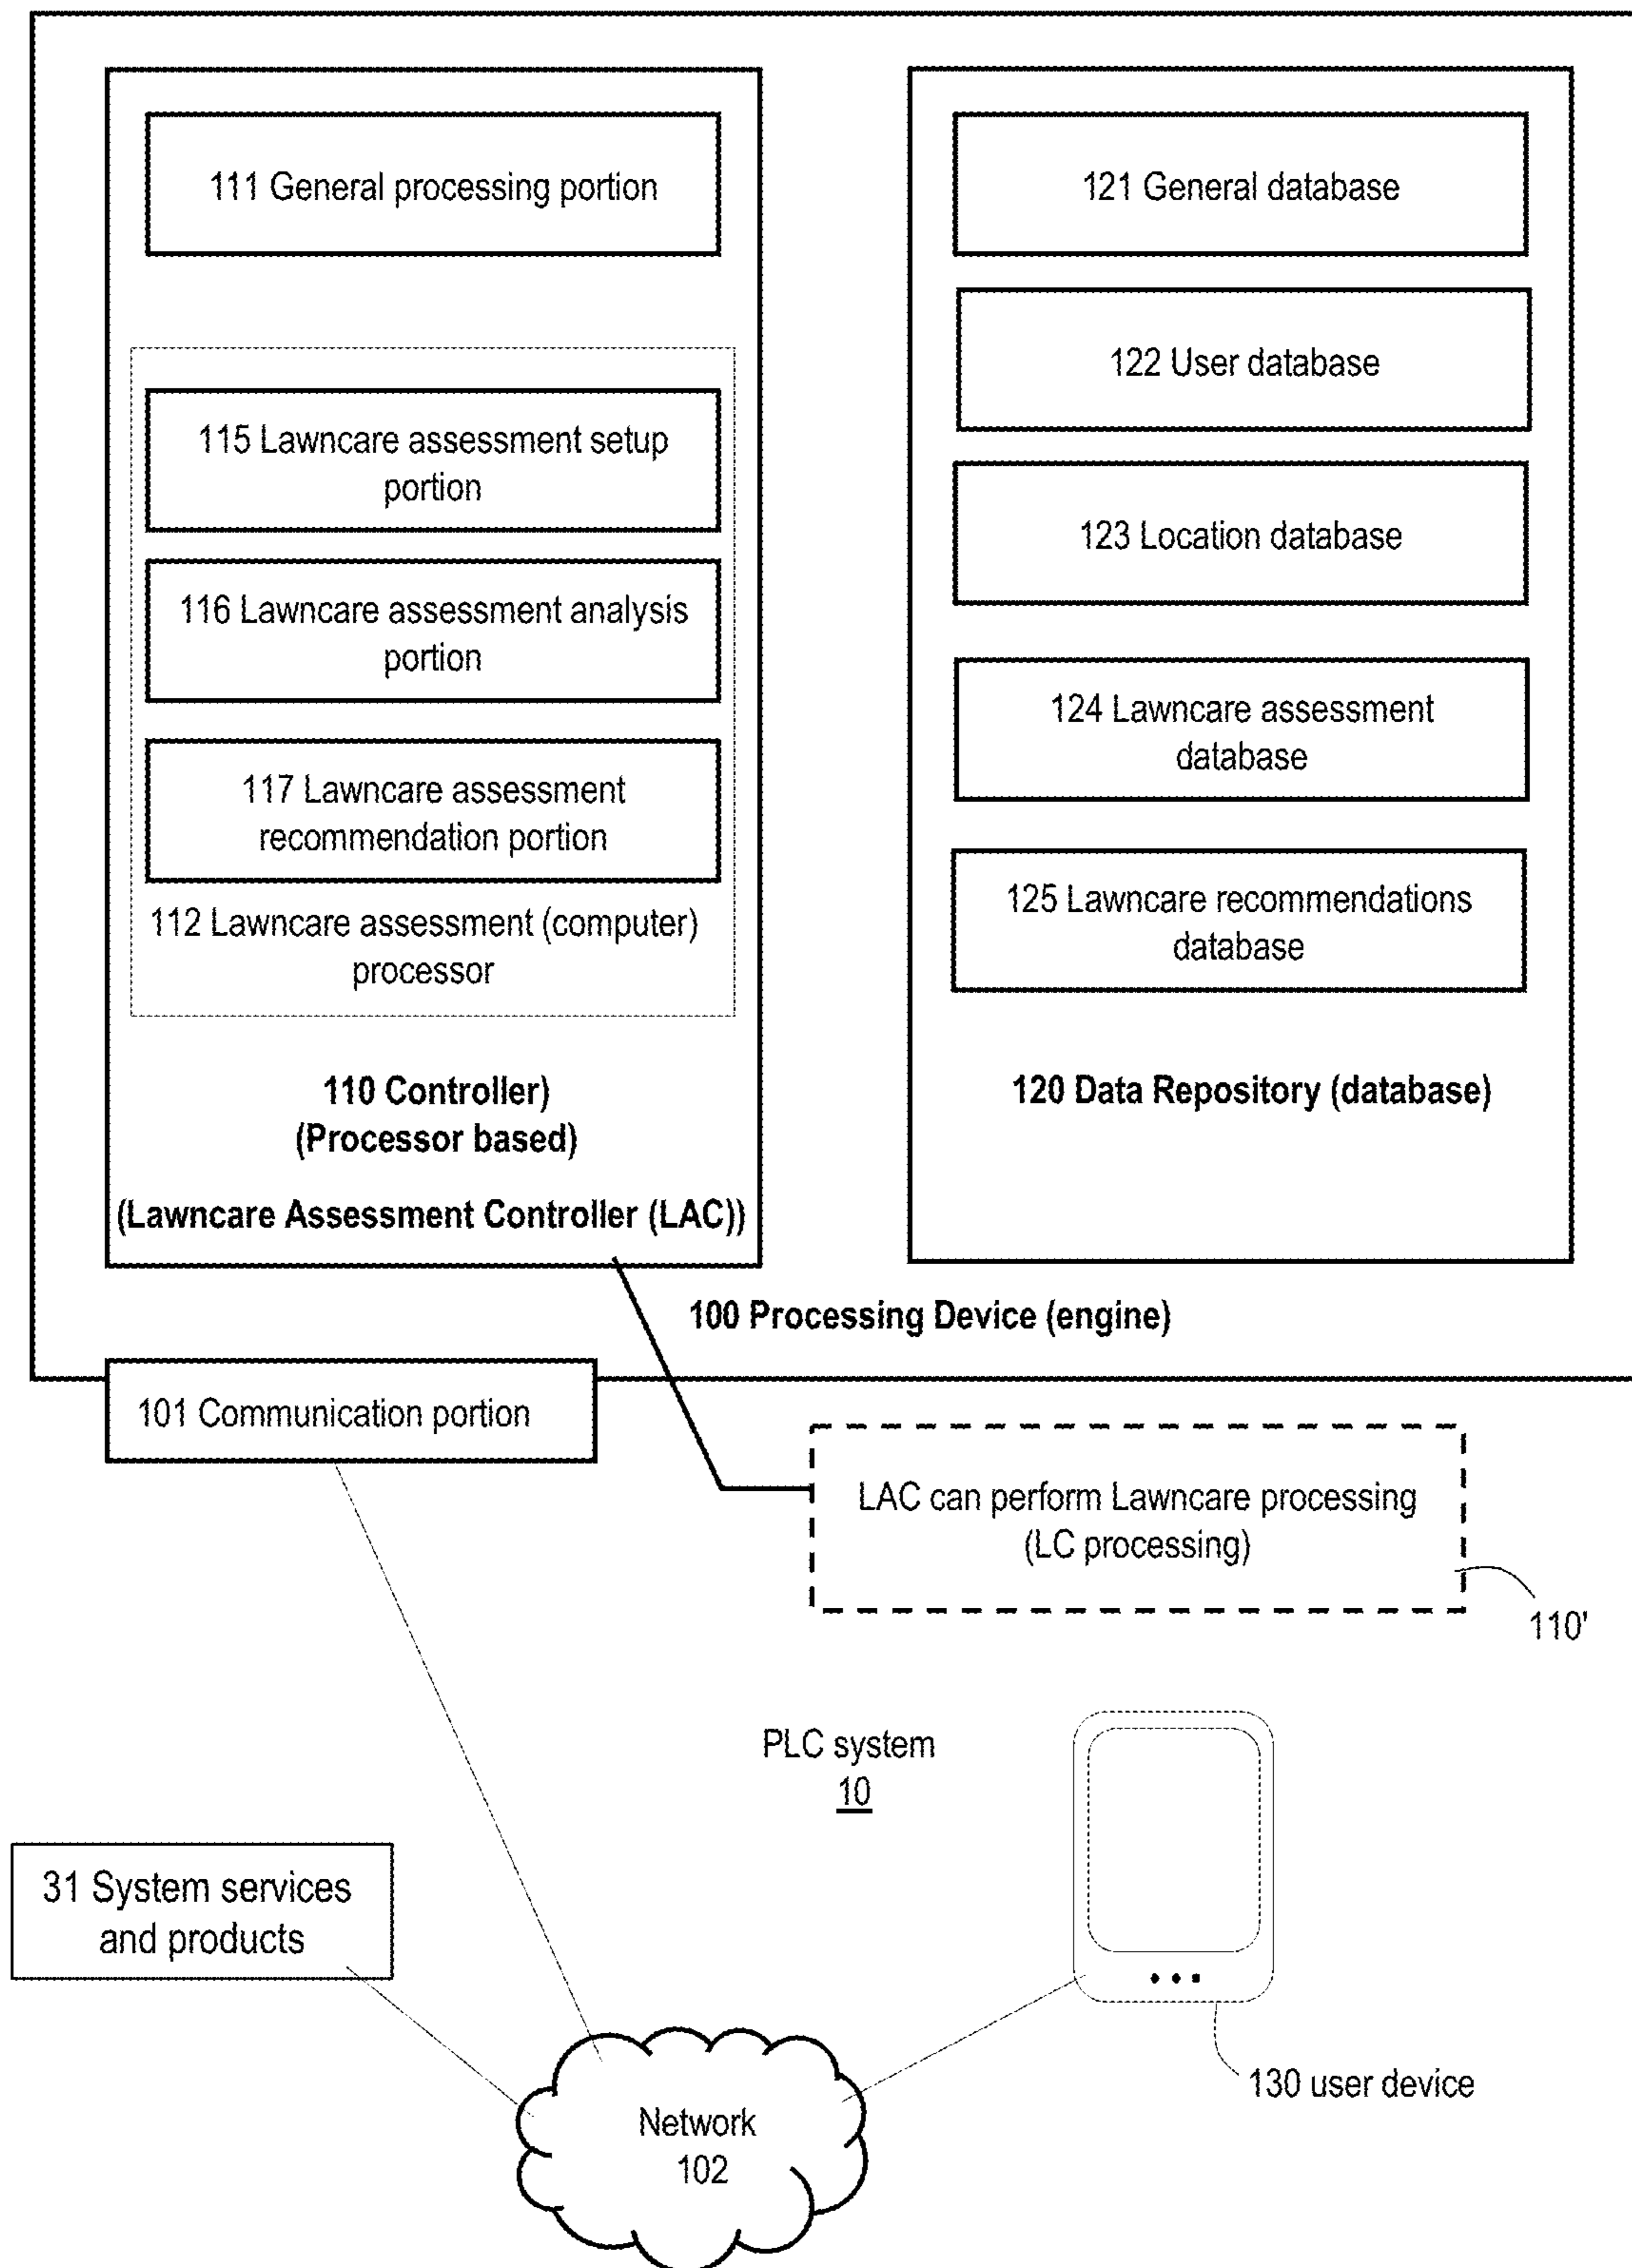 111 General processing portion
115 Lawncare assessment setup
portion
116 Lawncare assessment analysis
portion
117 Lawncare assessment
recommendation portion
112 Lawncare assessment (computer)
processor
110 Controller)
(Processor based)
(Lawncare Assessment Controller (LAC))
121 General database
122 User database
123 Location database
124 Lawncare assessment
database
125 Lawncare recommendations
database
120 Data Repository (database)
100 Processing Device (engine)
101 Communication portion
LAC can perform Lawncare processing
(LC processing)
110'
PLC system
10
31 System services
and products
130 user device
Network
102